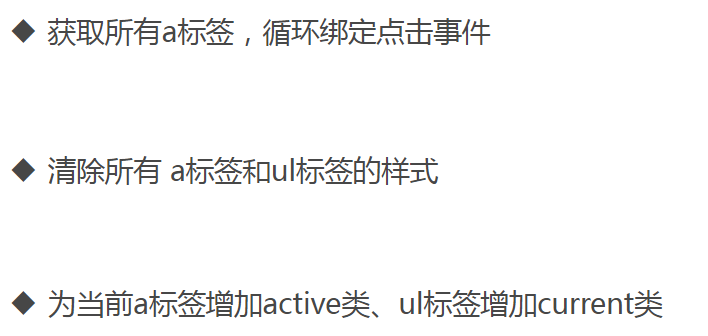 ◆ 获取所有a标签，循环绑定点击事件
◆ 清除所有 a标签和ul标签的样式
◆ 为当前a标签增加active类、ul标签增加current类